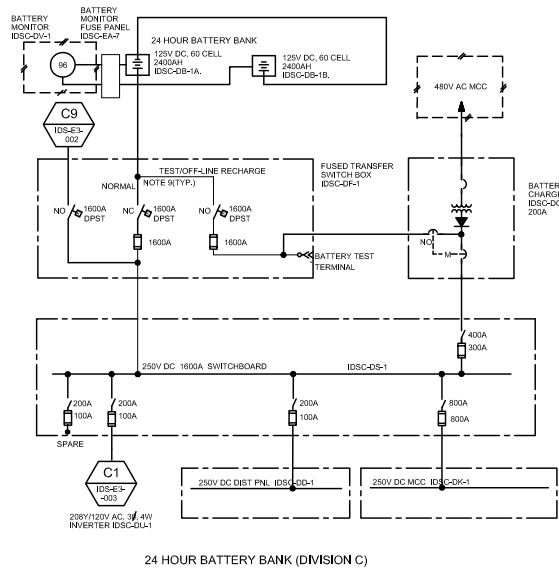 BATTERY
MONITOR
IDSC-DV-1
BATTERY
MONITOR
FUSE PANEL
IDSC-EA-7
24 HOUR BATTERY BANK
96
125V DC, 60 CELL
2400AH
IDSC-DB-1A.
125V DC, 60 CELL
2400AH
IDSC-DB-1B.
480V AC MCC
C9
IDS-E3-
002
TEST/OFF-LINE RECHARGE
NORMAL
NOTE 9(TYP.)
FUSED TRANSFER
SWITCH BOX
IDSC-DF-1
BATTER
CHARG
IDSC-DC
200A
NO
1600A
DPST
NC
1600A
DPST
NO
1600A
DPST
1600A
1600A
NO
M
BATTERY TEST
TERMINAL
400A
300A
250V DC 1600A SWITCHBOARD
IDSC-DS-1
200A
100A
200A
100A
200A
100A
800A
800A
SPARE
C1
IDS-E3-
-003
250V DC DIST PNL IDSC-DD-1
250V DC MCC IDSC-DK-1
208Y/120V AC, 3Ø, 4W
INVERTER IDSC-DU-1
24 HOUR BATTERY BANK (DIVISION C)